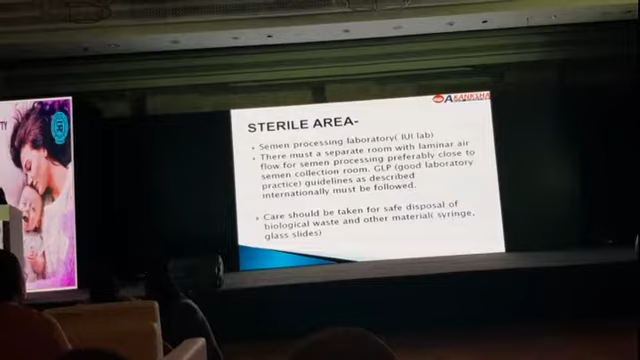 AKANKSHA
STERILE AREA-
• Semen processing laboratory( IUI lab)
• There must a separate room with laminar air
flow for semen processing preferably close to
semen collection room. GLP (good laboratory
practice) guidelines as described
internationally must be followed.
• Care should be taken for safe disposal of
biological waste and other material( syringe,
glass slides)